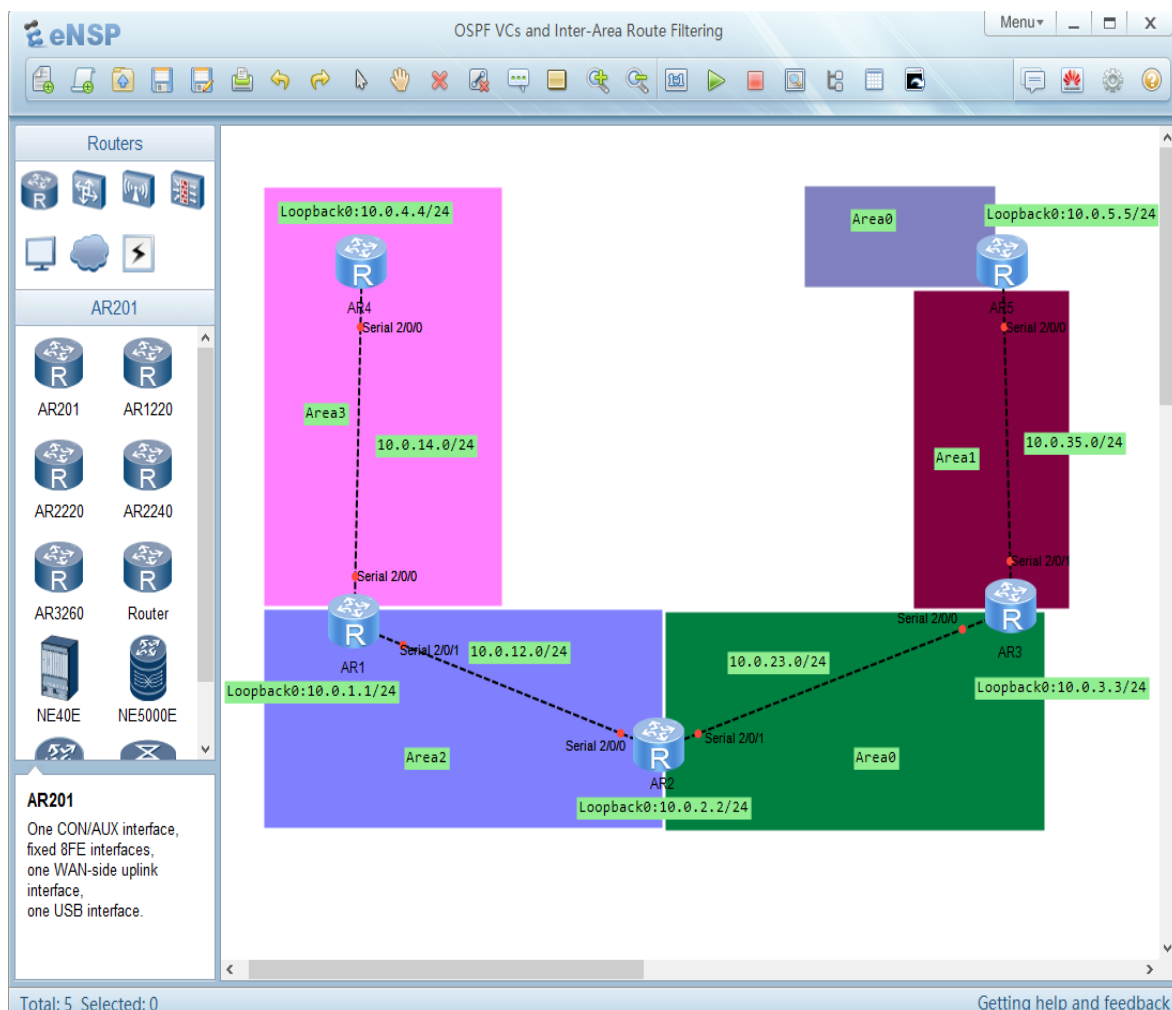 eNSP
OSPF VCs and Inter-Area Route Filtering
Menu
Routers
AR201
AR201
AR1220
AR2220
AR2240
AR3260
Router
NE40E
NE5000E
AR201
One CON/AUX interface,
fixed 8FE interfaces,
one WAN-side uplink
interface,
one USB interface.
Loopback0:10.0.4.4/24
R
AR4
Serial 2/0/0
Area3
10.0.14.0/24
Serial 2/0/0
R
AR1
Serial 2/0/1
10.0.12.0/24
Loopback0:10.0.1.1/24
Area2
Serial 2/0/0
R
AR2
Serial 2/0/1
Loopback0:10.0.2.2/24
10.0.23.0/24
Area0
Serial 2/0/0
R
AR3
Loopback0:10.0.3.3/24
Serial 2/0/1
Area1
10.0.35.0/24
Serial 2/0/0
AR5
R
Area0
Loopback0:10.0.5.5/24
Total: 5 Selected: 0
Getting help and feedback